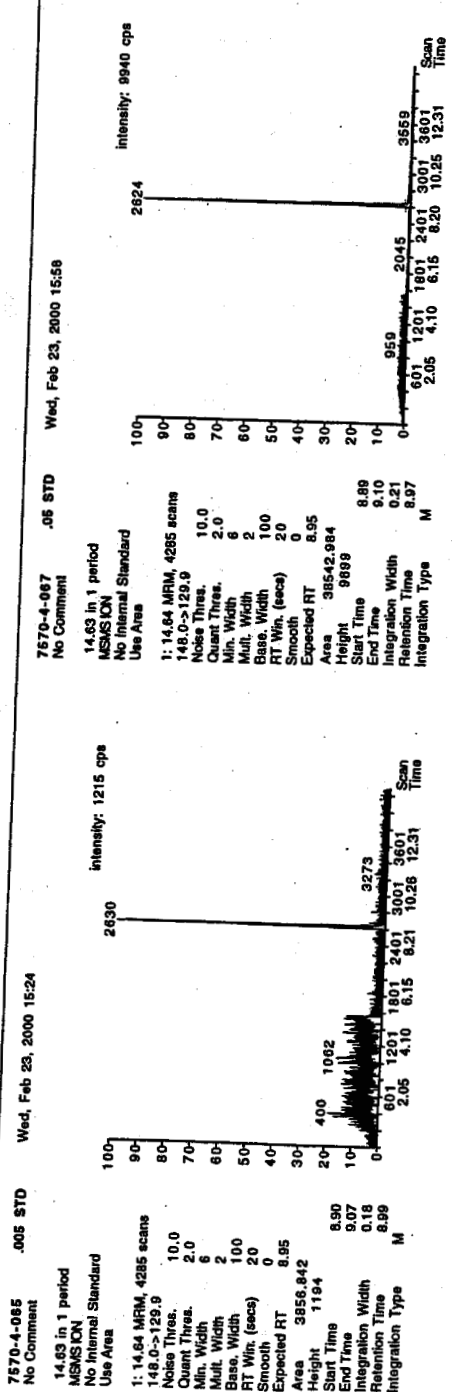 7570-4-065 .005 STD Wed, Feb 23, 2000 15:24
No Comment
14.63 in 1 period
MSMS ION
No Internal Standard
Use Area
1: 14.64 MRM, 4285 scans
148.0->129.9
Noise Thres. 10.0
Quant Thres. 2.0
Min. Width 6
Mult. Width 2
Base. Width 100
RT Win. (secs) 20
Smooth 0
Expected RT 8.95
Area 3856.842
Height 1194
Start Time 8.90
End Time 9.07
Integration Width 0.18
Retention Time 8.99
Integration Type M
intensity: 1215 cps
100
90
80
70
60
50
40
30
20
10
0
400
1062
2630
3273
601 1201 1801 2401 3001 3601 Scan
2.05 4.10 6.15 8.21 10.26 12.31 Time
7570-4-067 .05 STD Wed, Feb 23, 2000 15:58
No Comment
14.63 in 1 period
MSMS ION
No Internal Standard
Use Area
1: 14.64 MRM, 4285 scans
148.0->129.9
Noise Thres. 10.0
Quant Thres. 2.0
Min. Width 6
Mult. Width 2
Base. Width 100
RT Win. (secs) 20
Smooth 0
Expected RT 8.95
Area 38542.984
Height 9899
Start Time 8.89
End Time 9.10
Integration Width 0.21
Retention Time 8.97
Integration Type M
intensity: 9940 cps
100
90
80
70
60
50
40
30
20
10
0
959
2045
2624
3559
601 1201 1801 2401 3001 3601 Scan
2.05 4.10 6.15 8.20 10.25 12.31 Time